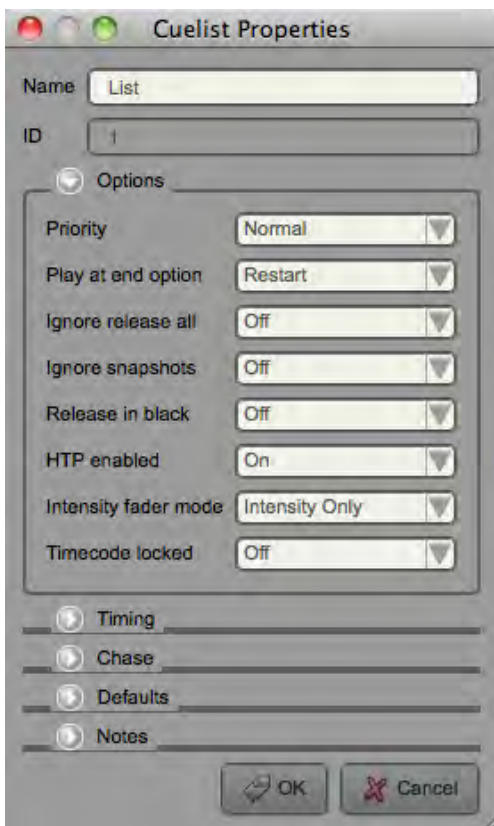 Cuelist Properties
Name List
ID 1
Options
Priority Normal
Play at end option Restart
Ignore release all Off
Ignore snapshots Off
Release in black Off
HTP enabled On
Intensity fader mode Intensity Only
Timecode locked Off
Timing
Chase
Defaults
Notes
OK Cancel